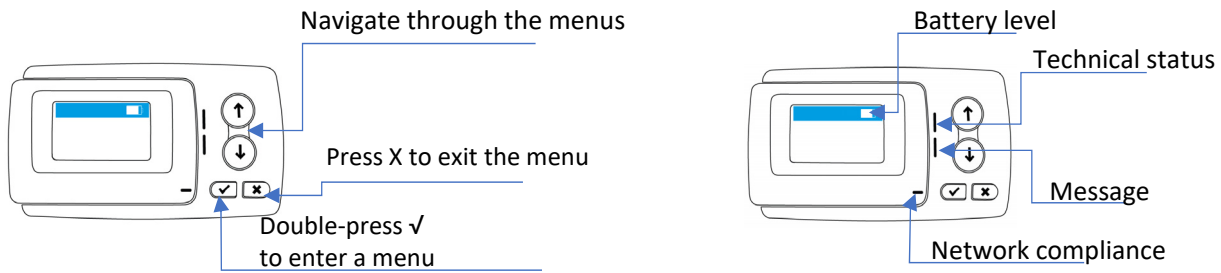 Navigate through the menus
Press X to exit the menu
Double-press √
to enter a menu
Battery level
Technical status
Message
Network compliance